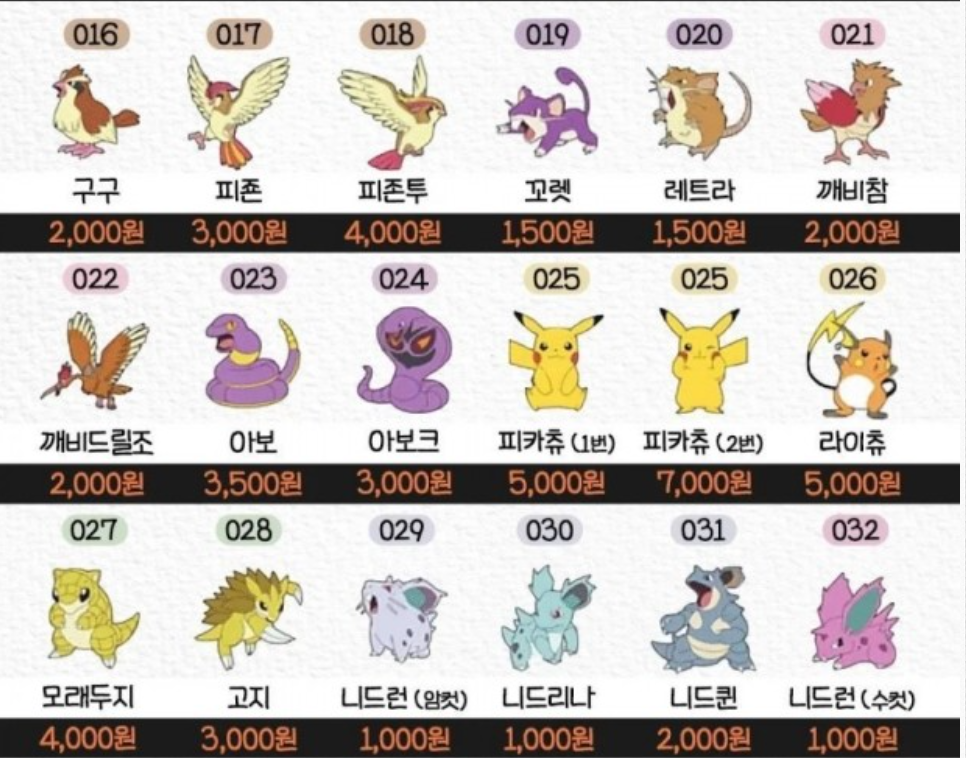 016 017 018 019 020 021
구구 피죤 피죤투 꼬렛 레트라 깨비참
2,000원 3,000원 4,000원 1,500원 1,500원 2,000원
022 023 024 025 025 026
깨비드릴조 아보 아보크 피카츄 (1번) 피카츄 (2번) 라이츄
2,000원 3,500원 3,000원 5,000원 7,000원 5,000원
027 028 029 030 031 032
모래두지 고지 니드런 (암컷) 니드리나 니드퀸 니드런 (수컷)
4,000원 3,000원 1,000원 1,000원 2,000원 1,000원